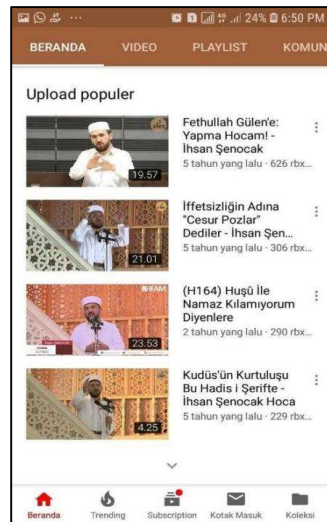 24% 6:50 PM
BERANDA VIDEO PLAYLIST KOMUN
Upload populer
Fethullah Gülen'e:
Yapma Hocam! -
İhsan Şenocak
5 tahun yang lalu · 626 rbx...
19.57
İffetsizliğin Adına
"Cesur Pozlar"
Dediler - İhsan Şen...
5 tahun yang lalu · 306 rbx...
21.01
(H164) Huşû İle
Namaz Kılamıyorum
Diyenlere
2 tahun yang lalu · 290 rbx...
23.53
Kudüs'ün Kurtuluşu
Bu Hadis i Şerifte -
İhsan Şenocak Hoca
5 tahun yang lalu · 229 rbx...
4.25
Beranda Trending Subscription Kotak Masuk Koleksi